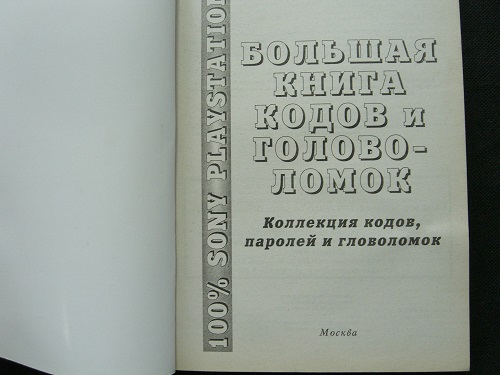 100% SONY PLAYSTATION
БОЛЬШАЯ
КНИГА
КОДОВ и
ГОЛОВО-
ЛОМОК
Коллекция кодов,
паролей и гловоломок
Москва